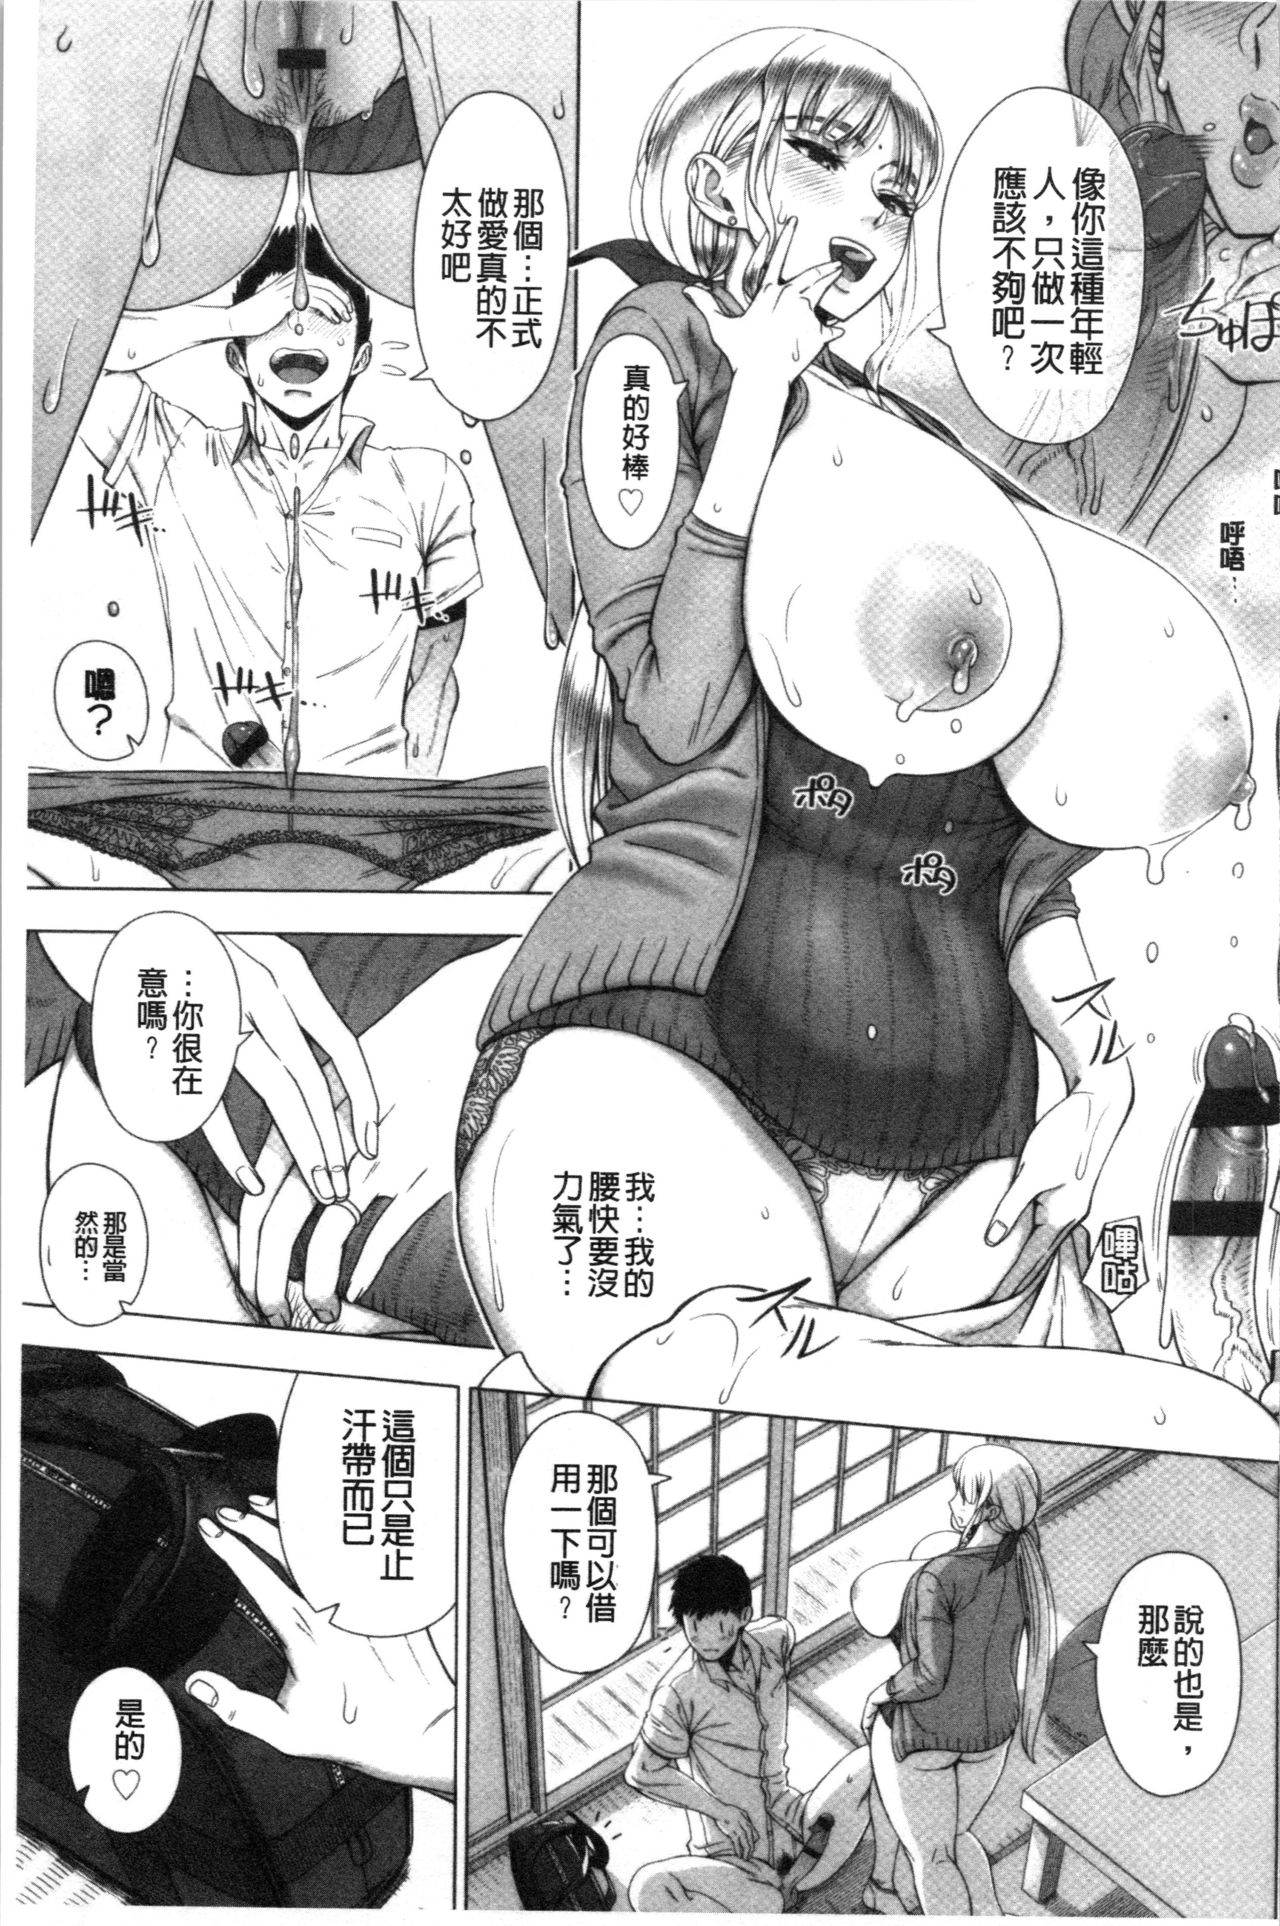 ちゅぽ
呼唔…
像你這種年輕
人，只做一次
應該不夠吧？
真的好棒
♡
ポタ
ポタ
我…我的
腰快要沒
力氣了…
嗶咕
ズル
ズル
那個…正式
做愛真的不
太好吧
ドキ
ドキ
ドキ
嗯？
…你很在
意嗎？
那是當
然的…
說的也是，
那麼
那個可以借
用一下嗎？
這個只是止
汗帶而已
是的
♡